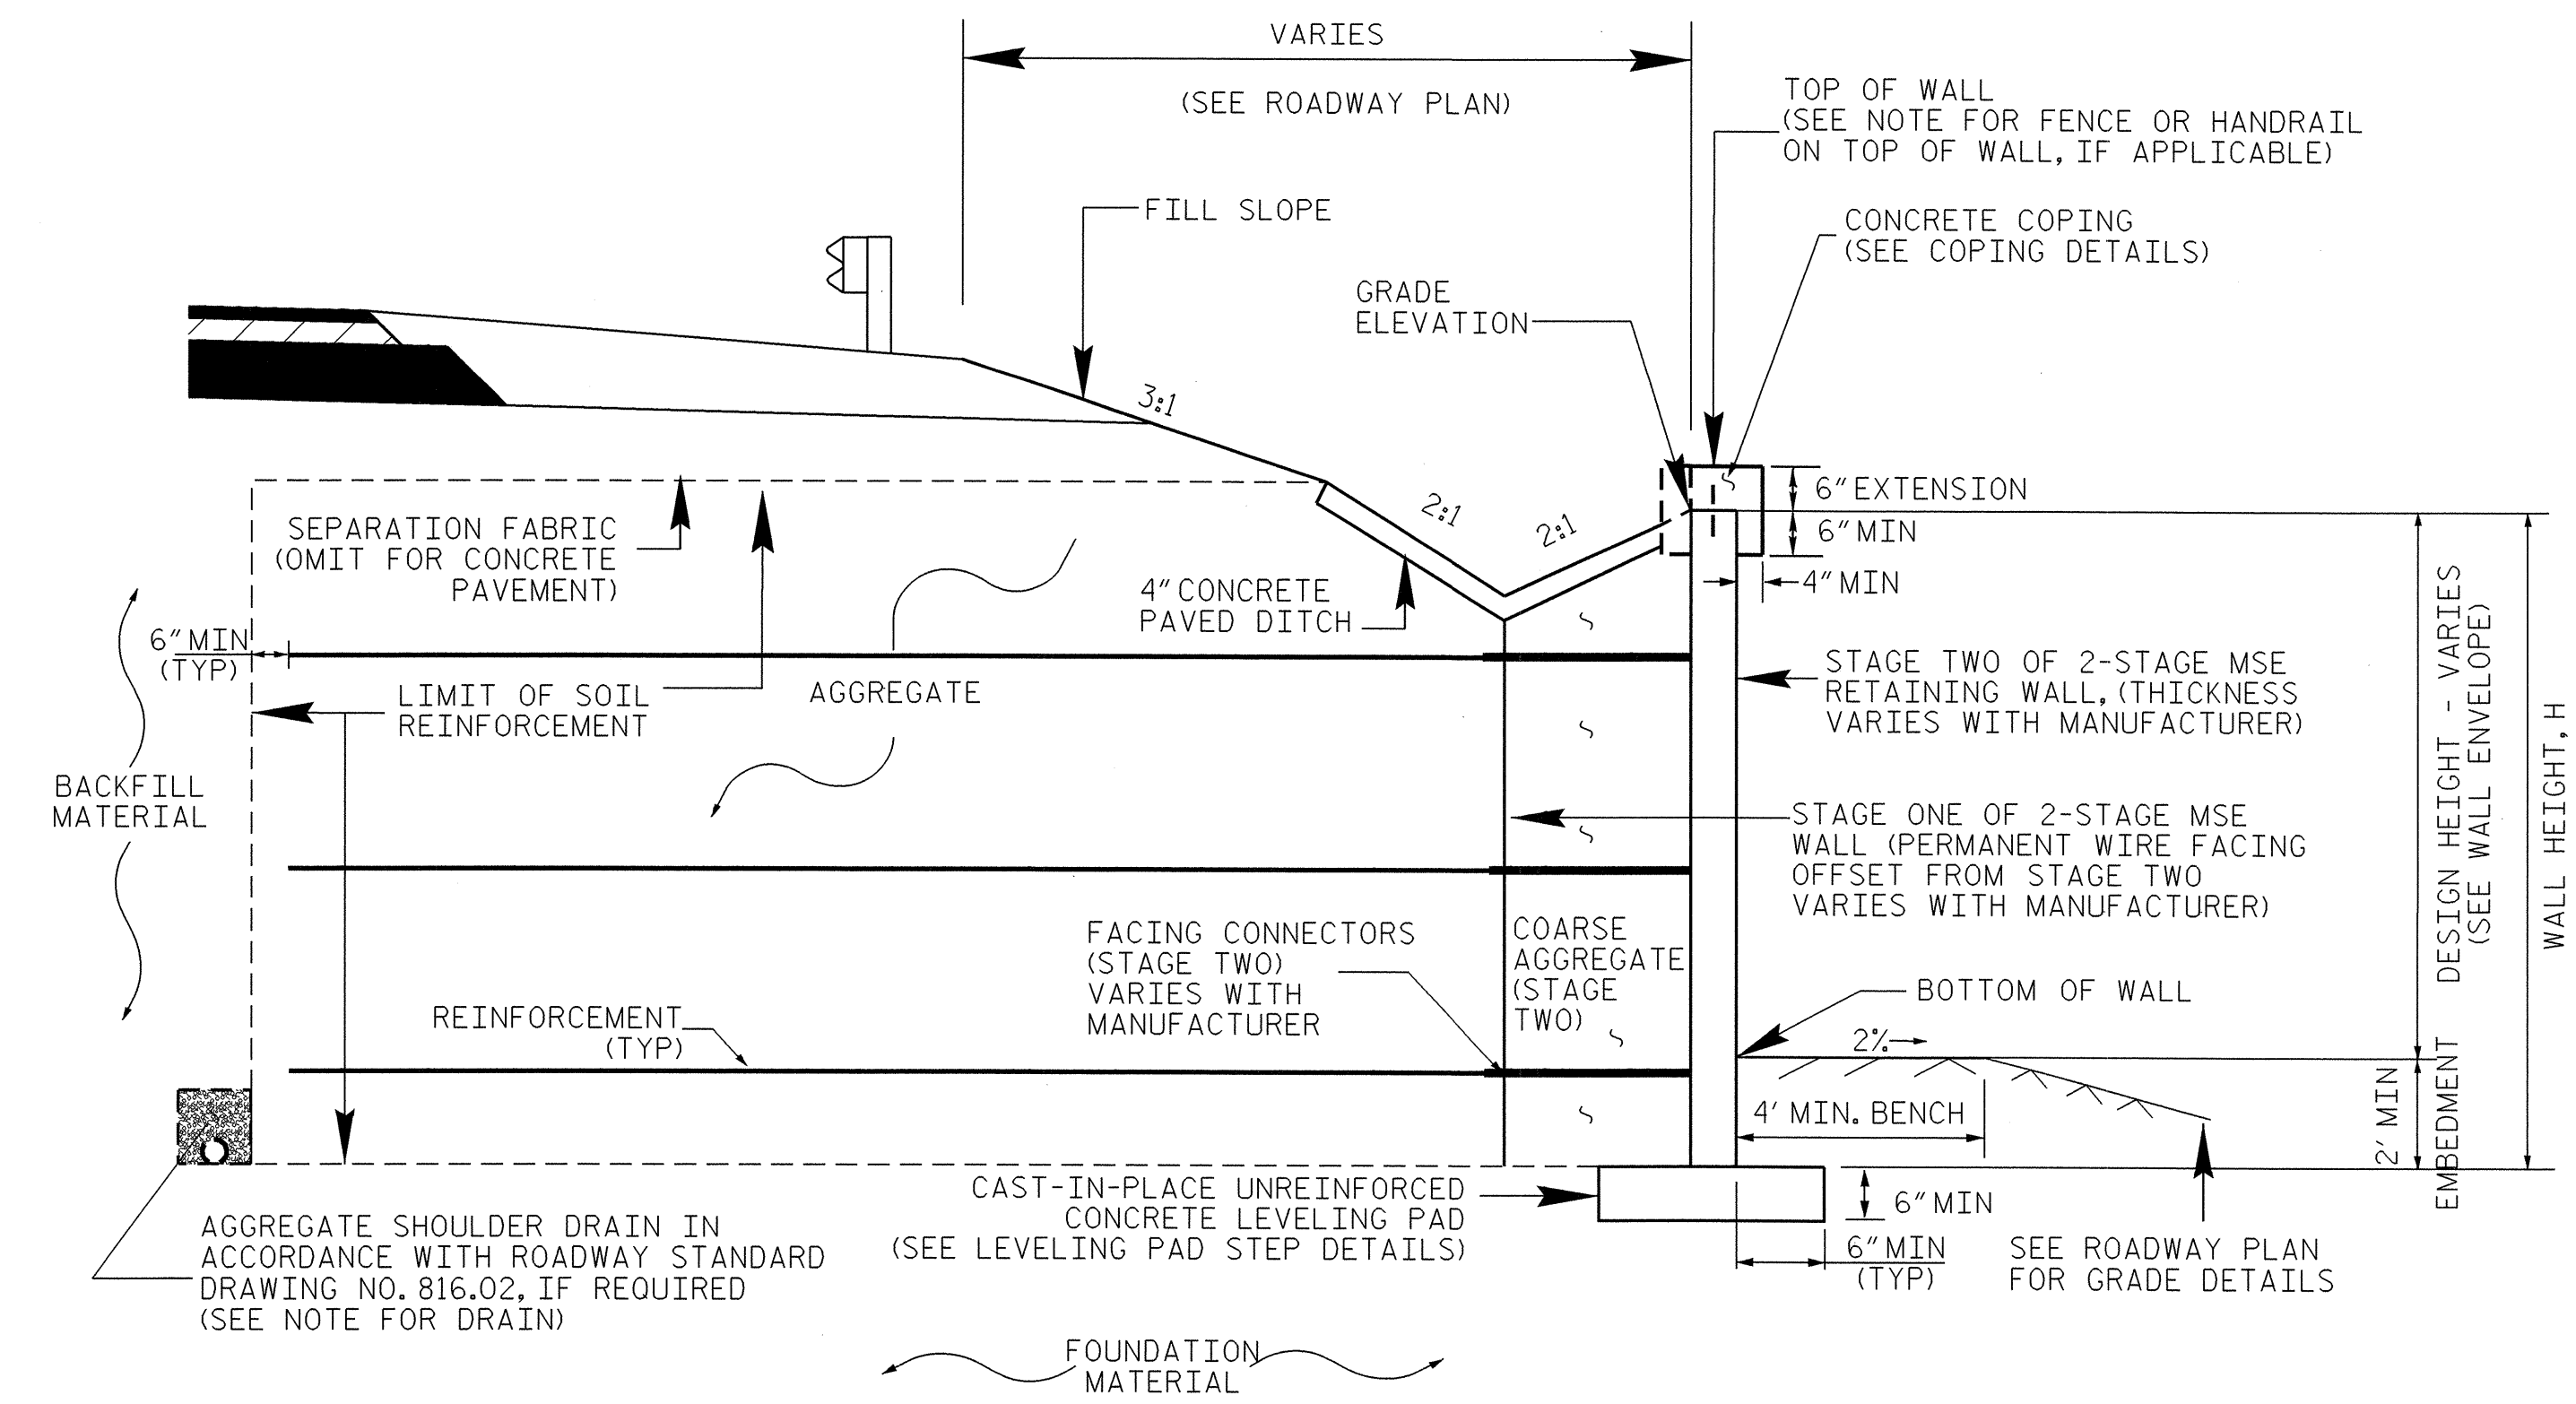 VARIES
(SEE ROADWAY PLAN)
TOP OF WALL
(SEE NOTE FOR FENCE OR HANDRAIL
ON TOP OF WALL, IF APPLICABLE)
FILL SLOPE
CONCRETE COPING
(SEE COPING DETAILS)
GRADE
ELEVATION
3:1
2:1
2:1
6" EXTENSION
6" MIN
4" MIN
SEPARATION FABRIC
(OMIT FOR CONCRETE
PAVEMENT)
4" CONCRETE
PAVED DITCH
6" MIN
(TYP)
LIMIT OF SOIL
REINFORCEMENT
AGGREGATE
STAGE TWO OF 2-STAGE MSE
RETAINING WALL, (THICKNESS
VARIES WITH MANUFACTURER)
BACKFILL
MATERIAL
STAGE ONE OF 2-STAGE MSE
WALL (PERMANENT WIRE FACING
OFFSET FROM STAGE TWO
VARIES WITH MANUFACTURER)
DESIGN HEIGHT - VARIES
(SEE WALL ENVELOPE)
WALL HEIGHT, H
FACING CONNECTORS
(STAGE TWO)
VARIES WITH
MANUFACTURER
COARSE
AGGREGATE
(STAGE
TWO)
REINFORCEMENT
(TYP)
BOTTOM OF WALL
2%
4' MIN. BENCH
2' MIN
EMBEDMENT
CAST-IN-PLACE UNREINFORCED
CONCRETE LEVELING PAD
(SEE LEVELING PAD STEP DETAILS)
6" MIN
6" MIN
(TYP)
SEE ROADWAY PLAN
FOR GRADE DETAILS
AGGREGATE SHOULDER DRAIN IN
ACCORDANCE WITH ROADWAY STANDARD
DRAWING NO. 816.02, IF REQUIRED
(SEE NOTE FOR DRAIN)
FOUNDATION
MATERIAL